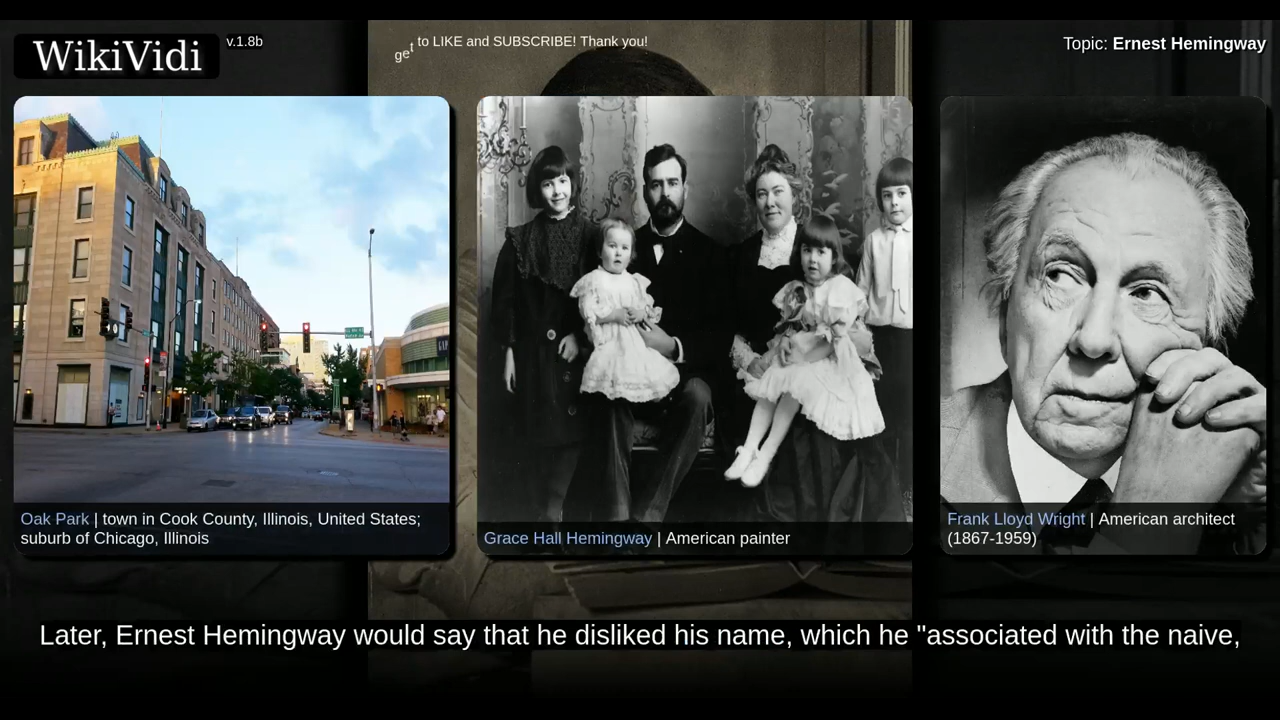 WikiVidi v.1.8b
get to LIKE and SUBSCRIBE! Thank you!
Topic: Ernest Hemingway
Oak Park | town in Cook County, Illinois, United States;
suburb of Chicago, Illinois
Grace Hall Hemingway | American painter
Frank Lloyd Wright | American architect
(1867-1959)
Later, Ernest Hemingway would say that he disliked his name, which he "associated with the naive,